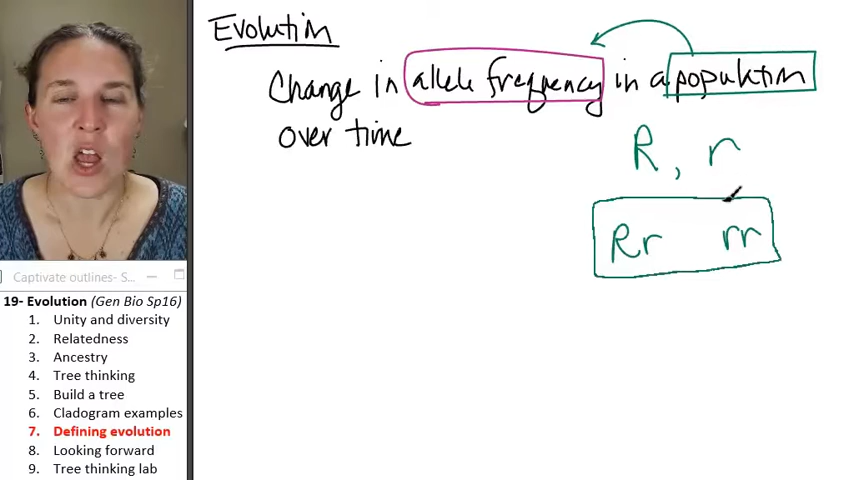 Evolution
Change in allele frequency in a population
over time
R, r
Rr rr
Captivate outlines- S...
19- Evolution (Gen Bio Sp16)
1. Unity and diversity
2. Relatedness
3. Ancestry
4. Tree thinking
5. Build a tree
6. Cladogram examples
7. Defining evolution
8. Looking forward
9. Tree thinking lab